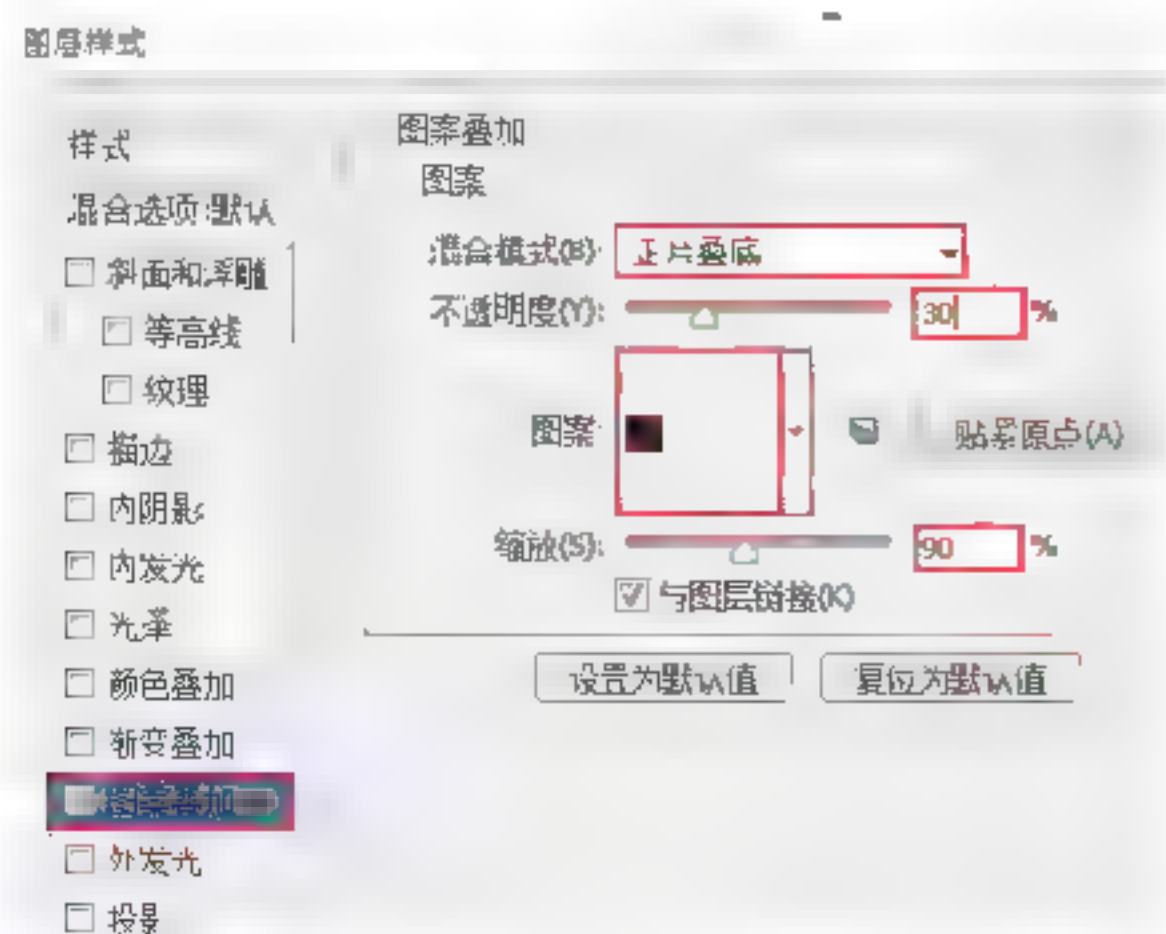 图层样式
样式
混合选项:默认
斜面和浮雕
等高线
纹理
描边
内阴影
内发光
光泽
颜色叠加
渐变叠加
图案叠加
外发光
投影
图案叠加
图案
混合模式(B): 正片叠底
不透明度(Y): 30 %
图案: 贴紧原点(A)
缩放(S): 90 %
与图层链接(K)
设置为默认值 复位为默认值